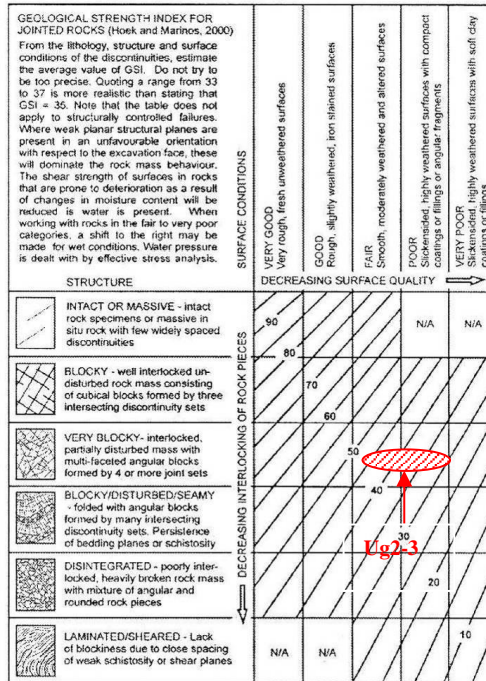 GEOLOGICAL STRENGTH INDEX FOR
JOINTED ROCKS (Hoek and Marinos, 2000)
From the lithology, structure and surface
conditions of the discontinuities, estimate
the average value of GSI. Do not try to
be too precise. Quoting a range from 33
to 37 is more realistic than stating that
GSI = 35. Note that the table does not
apply to structurally controlled failures.
Where weak planar structural planes are
present in an unfavourable orientation
with respect to the excavation face, these
will dominate the rock mass behaviour.
The shear strength of surfaces in rocks
that are prone to deterioration as a result
of changes in moisture content will be
reduced is water is present. When
working with rocks in the fair to very poor
categories, a shift to the right may be
made for wet conditions. Water pressure
is dealt with by effective stress analysis.
SURFACE CONDITIONS
VERY GOOD
Very rough, fresh unweathered surfaces
GOOD
Rough, slightly weathered, iron stained surfaces
FAIR
Smooth, moderately weathered and altered surfaces
POOR
Slickensided, highly weathered surfaces with compact
coatings or fillings or angular fragments
VERY POOR
Slickensided, highly weathered surfaces with soft clay
coatings or fillings
STRUCTURE
DECREASING SURFACE QUALITY
DECREASING INTERLOCKING OF ROCK PIECES
INTACT OR MASSIVE - intact
rock specimens or massive in
situ rock with few widely spaced
discontinuities
90
N/A
N/A
80
BLOCKY - well interlocked un-
disturbed rock mass consisting
of cubical blocks formed by three
intersecting discontinuity sets
70
60
VERY BLOCKY- interlocked,
partially disturbed mass with
multi-faceted angular blocks
formed by 4 or more joint sets
50
BLOCKY/DISTURBED/SEAMY
- folded with angular blocks
formed by many intersecting
discontinuity sets. Persistence
of bedding planes or schistosity
40
30
Ug2-3
DISINTEGRATED - poorly inter-
locked, heavily broken rock mass
with mixture of angular and
rounded rock pieces
20
LAMINATED/SHEARED - Lack
of blockiness due to close spacing
of weak schistosity or shear planes
N/A
N/A
10